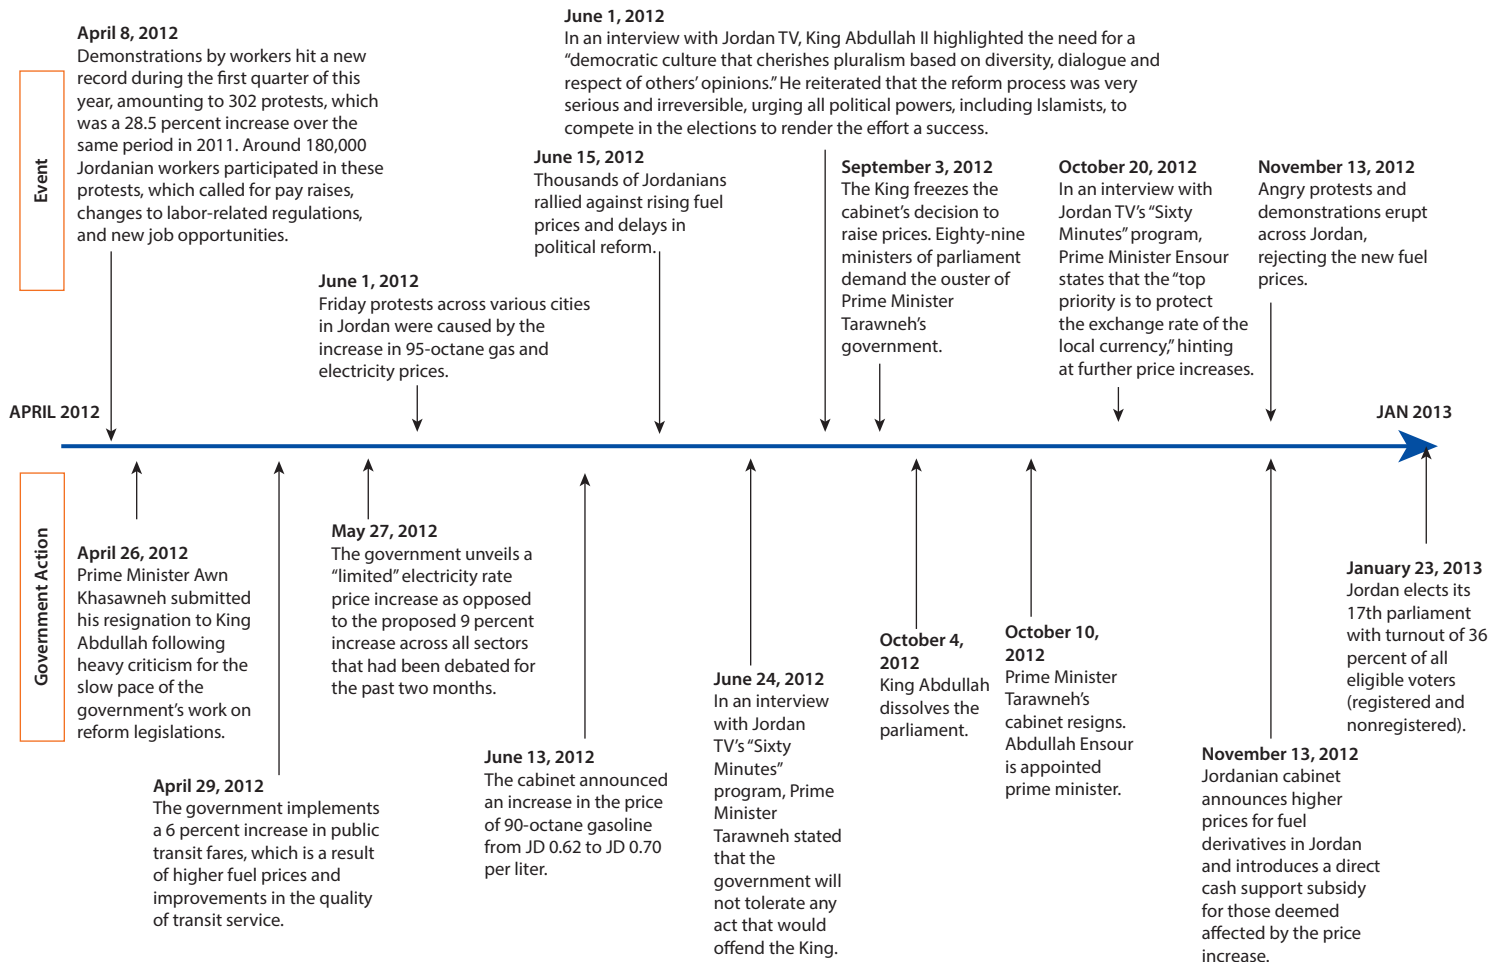 April 8, 2012
Demonstrations by workers hit a new
record during the first quarter of this
year, amounting to 302 protests, which
was a 28.5 percent increase over the
same period in 2011. Around 180,000
Jordanian workers participated in these
protests, which called for pay raises,
changes to labor-related regulations,
and new job opportunities.
June 1, 2012
In an interview with Jordan TV, King Abdullah II highlighted the need for a
“democratic culture that cherishes pluralism based on diversity, dialogue and
respect of others’ opinions.” He reiterated that the reform process was very
serious and irreversible, urging all political powers, including Islamists, to
compete in the elections to render the effort a success.
Event
June 1, 2012
Friday protests across various cities
in Jordan were caused by the
increase in 95-octane gas and
electricity prices.
June 15, 2012
Thousands of Jordanians
rallied against rising fuel
prices and delays in
political reform.
September 3, 2012
The King freezes the
cabinet’s decision to
raise prices. Eighty-nine
ministers of parliament
demand the ouster of
Prime Minister
Tarawneh’s
government.
October 20, 2012
In an interview with
Jordan TV’s “Sixty
Minutes” program,
Prime Minister Ensour
states that the “top
priority is to protect
the exchange rate of the
local currency,” hinting
at further price increases.
November 13, 2012
Angry protests and
demonstrations erupt
across Jordan,
rejecting the new fuel
prices.
APRIL 2012
JAN 2013
Government Action
April 26, 2012
Prime Minister Awn
Khasawneh submitted
his resignation to King
Abdullah following
heavy criticism for the
slow pace of the
government’s work on
reform legislations.
April 29, 2012
The government implements
a 6 percent increase in public
transit fares, which is a result
of higher fuel prices and
improvements in the quality
of transit service.
May 27, 2012
The government unveils a
“limited” electricity rate
price increase as opposed
to the proposed 9 percent
increase across all sectors
that had been debated for
the past two months.
June 13, 2012
The cabinet announced
an increase in the price
of 90-octane gasoline
from JD 0.62 to JD 0.70
per liter.
June 24, 2012
In an interview
with Jordan
TV’s “Sixty
Minutes”
program, Prime
Minister
Tarawneh stated
that the
government will
not tolerate any
act that would
offend the King.
October 4,
2012
King Abdullah
dissolves the
parliament.
October 10,
2012
Prime Minister
Tarawneh’s
cabinet resigns.
Abdullah Ensour
is appointed
prime minister.
November 13, 2012
Jordanian cabinet
announces higher
prices for fuel
derivatives in Jordan
and introduces a direct
cash support subsidy
for those deemed
affected by the price
increase.
January 23, 2013
Jordan elects its
17th parliament
with turnout of 36
percent of all
eligible voters
(registered and
nonregistered).